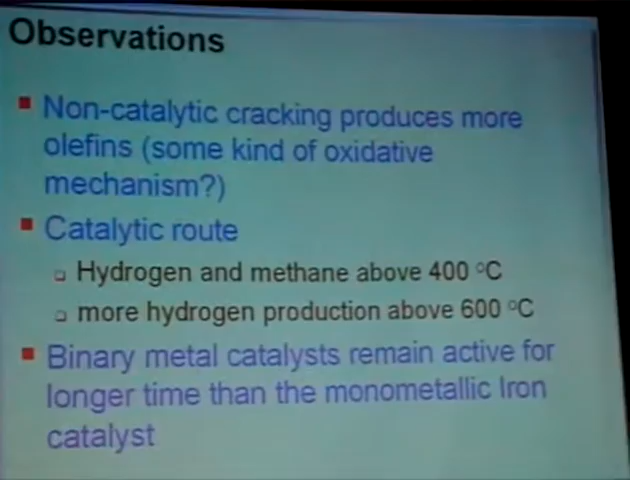 Observations
Non-catalytic cracking produces more
olefins (some kind of oxidative
mechanism?)
Catalytic route
Hydrogen and methane above 400 °C
more hydrogen production above 600 °C
Binary metal catalysts remain active for
longer time than the monometallic Iron
catalyst